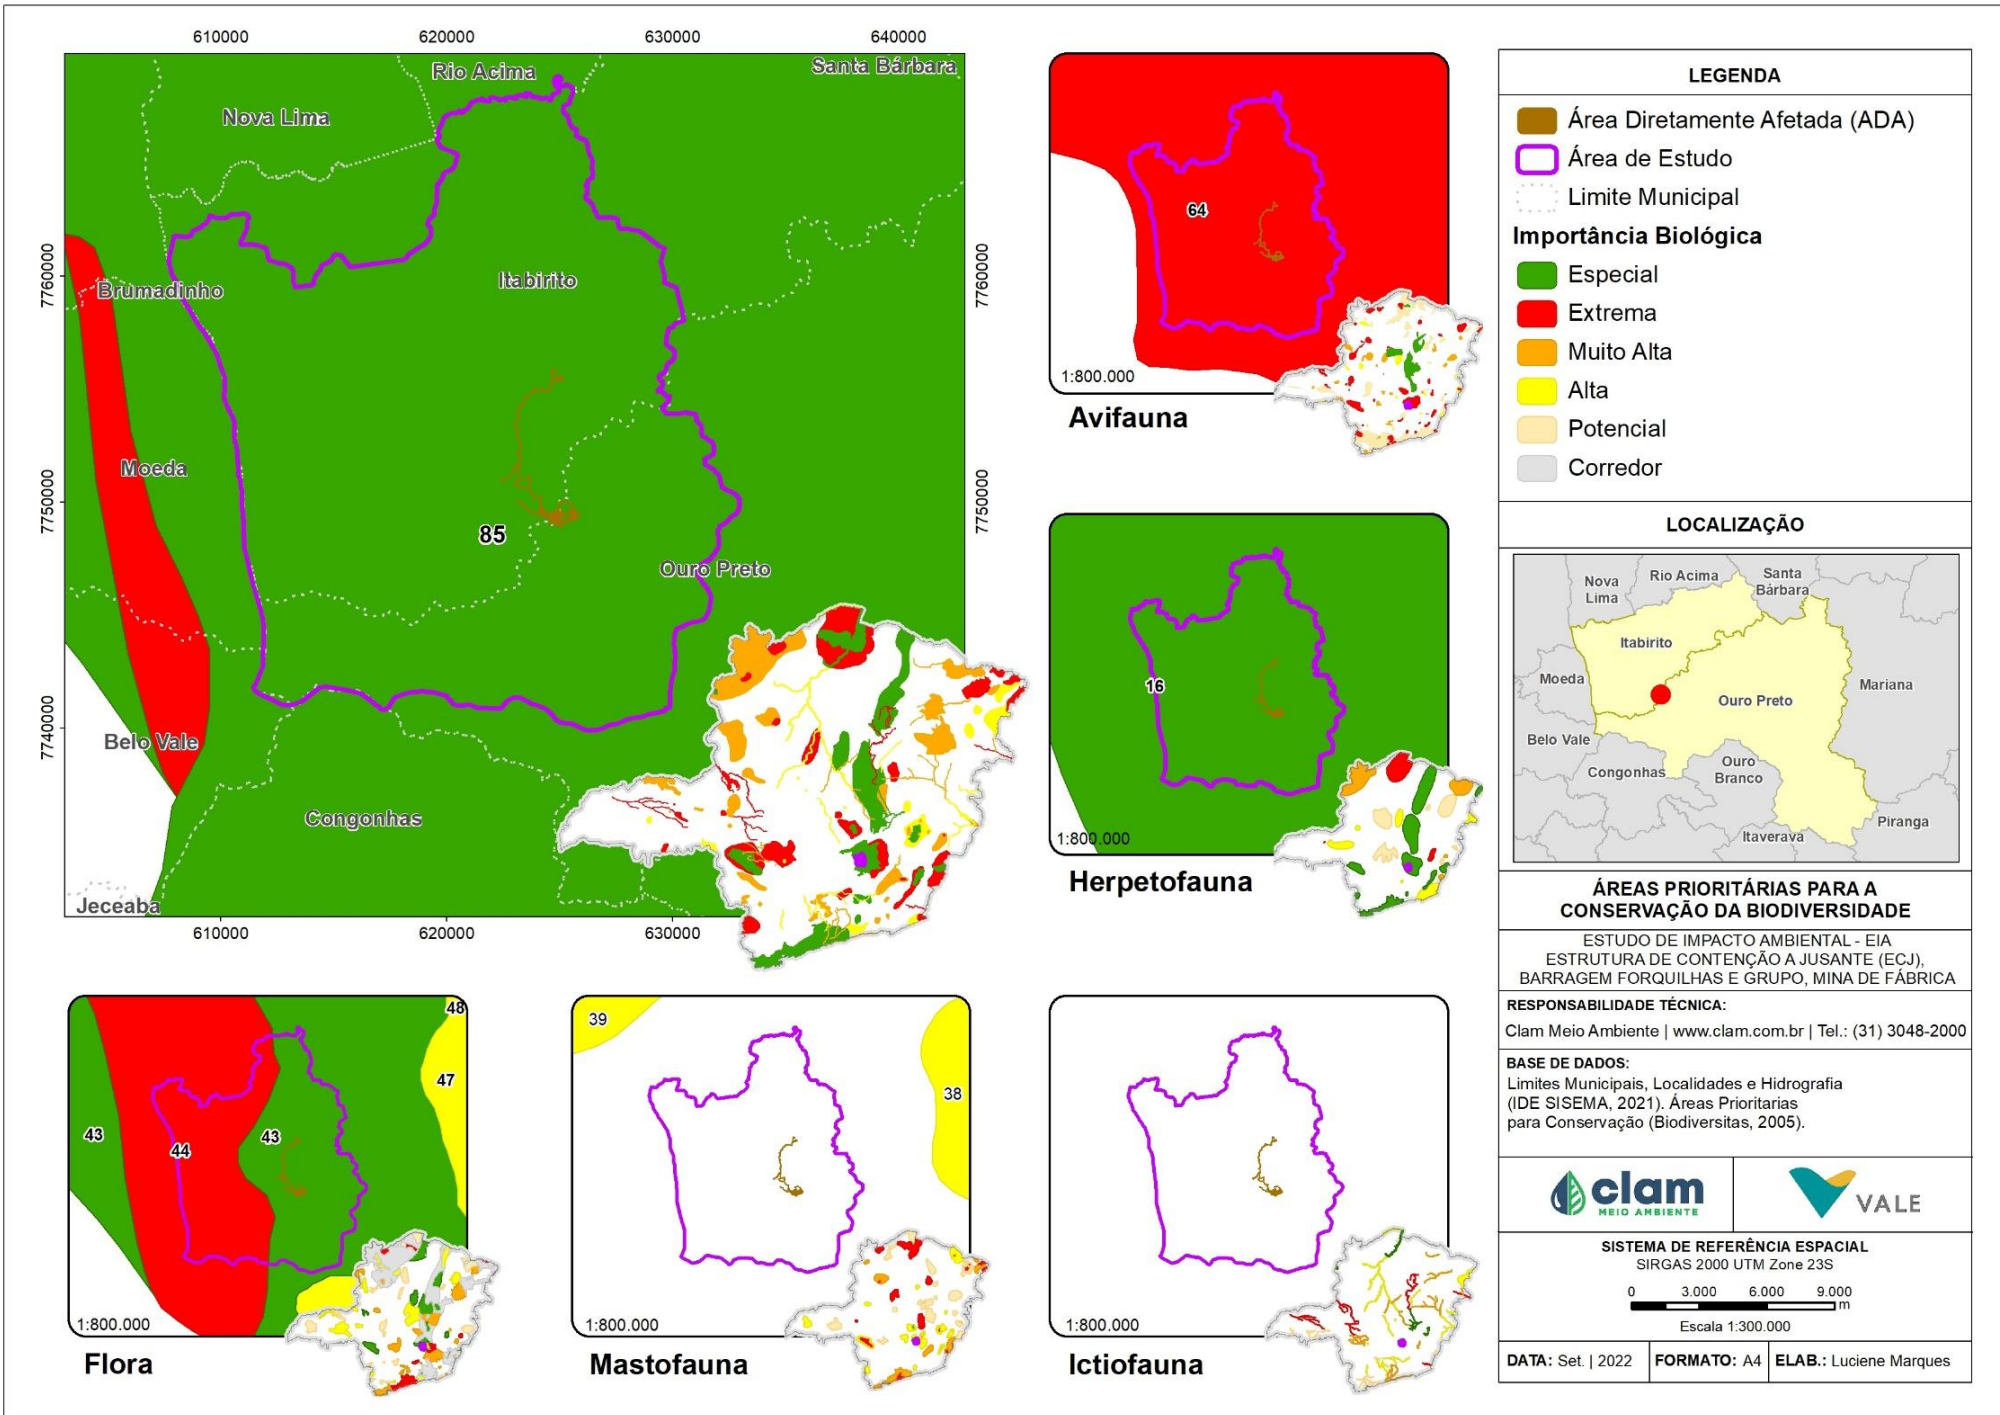 610000
620000
630000
640000
Rio Acima
Santa Bárbara
Nova Lima
7760000
7760000
Brumadinho
Itabirito
Moeda
7750000
7750000
85
Ouro Preto
7740000
Belo Vale
Congonhas
Jeceaba
610000
620000
630000
64
1:800.000
Avifauna
16
1:800.000
Herpetofauna
48
47
43
44
43
1:800.000
Flora
39
38
1:800.000
Mastofauna
1:800.000
Ictiofauna
LEGENDA
Área Diretamente Afetada (ADA)
Área de Estudo
Limite Municipal
Importância Biológica
Especial
Extrema
Muito Alta
Alta
Potencial
Corredor
LOCALIZAÇÃO
Nova
Lima
Rio Acima
Santa
Bárbara
Itabirito
Moeda
Ouro Preto
Mariana
Belo Vale
Congonhas
Ouro
Branco
Piranga
Itaverava
ÁREAS PRIORITÁRIAS PARA A
CONSERVAÇÃO DA BIODIVERSIDADE
ESTUDO DE IMPACTO AMBIENTAL - EIA
ESTRUTURA DE CONTENÇÃO A JUSANTE (ECJ),
BARRAGEM FORQUILHAS E GRUPO, MINA DE FÁBRICA
RESPONSABILIDADE TÉCNICA:
Clam Meio Ambiente | www.clam.com.br | Tel.: (31) 3048-2000
BASE DE DADOS:
Limites Municipais, Localidades e Hidrografia
(IDE SISEMA, 2021). Áreas Prioritarias
para Conservação (Biodiversitas, 2005).
clam
MEIO AMBIENTE
VALE
SISTEMA DE REFERÊNCIA ESPACIAL
SIRGAS 2000 UTM Zone 23S
0 3.000 6.000 9.000
m
Escala 1:300.000
DATA: Set. | 2022 FORMATO: A4 ELAB.: Luciene Marques